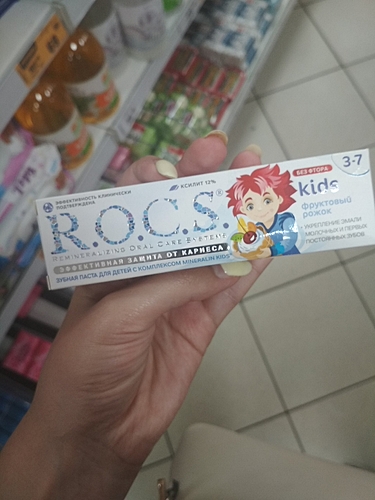 ЭФФЕКТИВНОСТЬ КЛИНИЧЕСКИ
ПОДТВЕРЖДЕНА
КСИЛИТ 12%
R.O.C.S.®
REMINERALIZING ORAL CARE SYSTEMS
ЭФФЕКТИВНАЯ ЗАЩИТА ОТ КАРИЕСА
ЗУБНАЯ ПАСТА ДЛЯ ДЕТЕЙ С КОМПЛЕКСОМ MINERALIN KIDS
БЕЗ ФТОРА
3-7
kids
фруктовый
рожок
УКРЕПЛЕНИЕ ЭМАЛИ
МОЛОЧНЫХ И ПЕРВЫХ
ПОСТОЯННЫХ ЗУБОВ